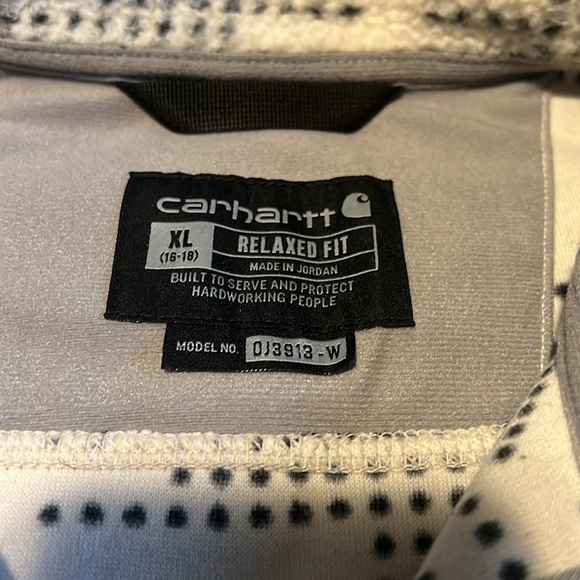 carhartt
XL RELAXED FIT
(16-18) MADE IN JORDAN
BUILT TO SERVE AND PROTECT
HARDWORKING PEOPLE
MODEL NO. OJ3913-W